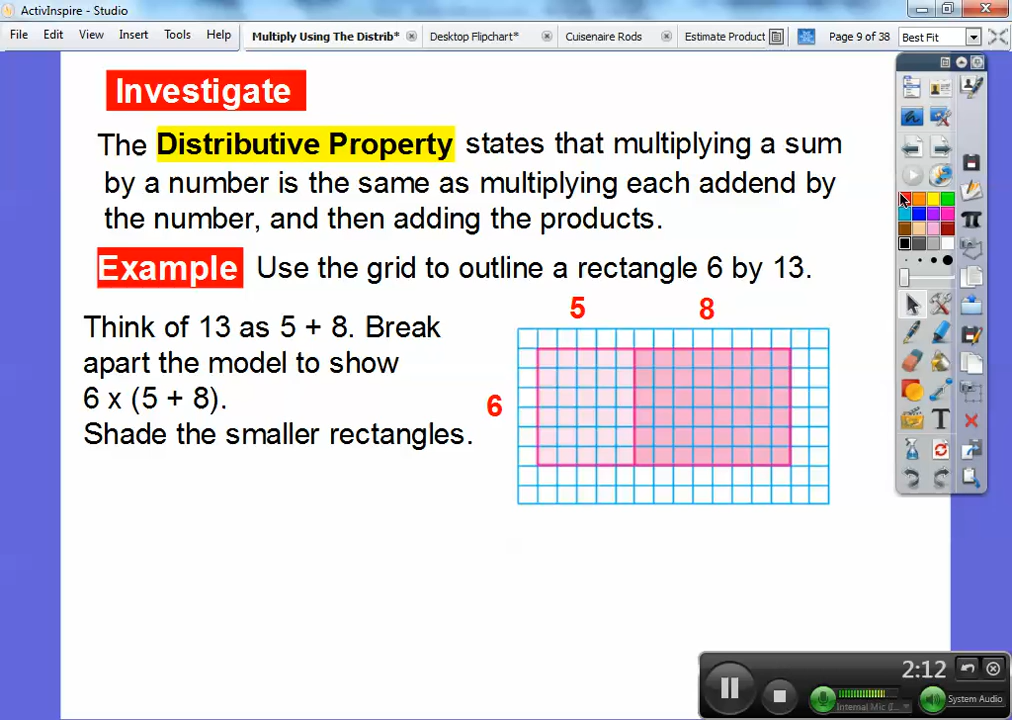 ActivInspire - Studio
File Edit View Insert Tools Help
Multiply Using The Distrib* Desktop Flipchart* Cuisenaire Rods Estimate Product Page 9 of 38 Best Fit
Investigate
The Distributive Property states that multiplying a sum
by a number is the same as multiplying each addend by
the number, and then adding the products.
Example Use the grid to outline a rectangle 6 by 13.
5 8
Think of 13 as 5 + 8. Break
apart the model to show
6 x (5 + 8).
6
Shade the smaller rectangles.
2:12
Internal Mic (I... System Audio